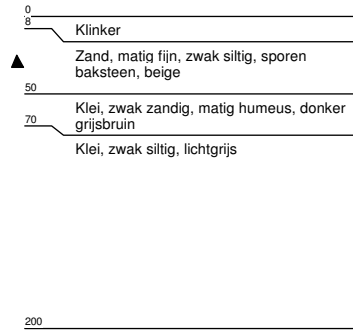 0
8
Klinker
Zand, matig fijn, zwak siltig, sporen
baksteen, beige
50
Klei, zwak zandig, matig humeus, donker
grijsbruin
70
Klei, zwak siltig, lichtgrijs
200